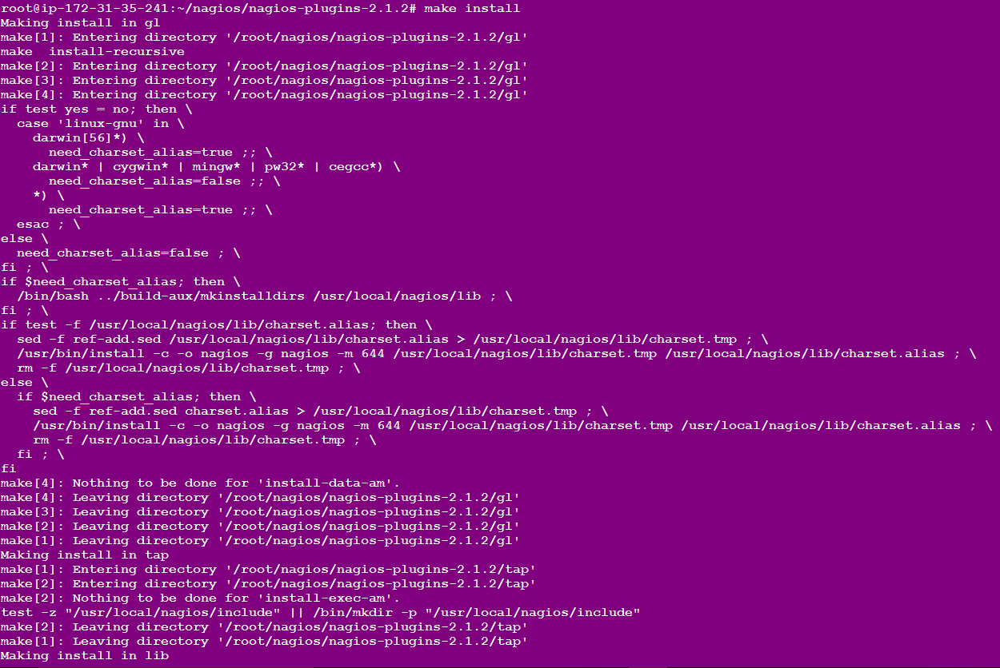 root@ip-172-31-35-241:~/nagios/nagios-plugins-2.1.2# make install
Making install in gl
make[1]: Entering directory '/root/nagios/nagios-plugins-2.1.2/gl'
make  install-recursive
make[2]: Entering directory '/root/nagios/nagios-plugins-2.1.2/gl'
make[3]: Entering directory '/root/nagios/nagios-plugins-2.1.2/gl'
make[4]: Entering directory '/root/nagios/nagios-plugins-2.1.2/gl'
if test yes = no; then \
  case 'linux-gnu' in \
    darwin[56]*) \
      need_charset_alias=true ;; \
    darwin* | cygwin* | mingw* | pw32* | cegcc*) \
      need_charset_alias=false ;; \
    *) \
      need_charset_alias=true ;; \
  esac ; \
else \
  need_charset_alias=false ; \
fi ; \
if $need_charset_alias; then \
  /bin/bash ../build-aux/mkinstalldirs /usr/local/nagios/lib ; \
fi ; \
if test -f /usr/local/nagios/lib/charset.alias; then \
  sed -f ref-add.sed /usr/local/nagios/lib/charset.alias > /usr/local/nagios/lib/charset.tmp ; \
  /usr/bin/install -c -o nagios -g nagios -m 644 /usr/local/nagios/lib/charset.tmp /usr/local/nagios/lib/charset.alias ; \
  rm -f /usr/local/nagios/lib/charset.tmp ; \
else \
  if $need_charset_alias; then \
    sed -f ref-add.sed charset.alias > /usr/local/nagios/lib/charset.tmp ; \
    /usr/bin/install -c -o nagios -g nagios -m 644 /usr/local/nagios/lib/charset.tmp /usr/local/nagios/lib/charset.alias ; \
    rm -f /usr/local/nagios/lib/charset.tmp ; \
  fi ; \
fi
make[4]: Nothing to be done for 'install-data-am'.
make[4]: Leaving directory '/root/nagios/nagios-plugins-2.1.2/gl'
make[3]: Leaving directory '/root/nagios/nagios-plugins-2.1.2/gl'
make[2]: Leaving directory '/root/nagios/nagios-plugins-2.1.2/gl'
make[1]: Leaving directory '/root/nagios/nagios-plugins-2.1.2/gl'
Making install in tap
make[1]: Entering directory '/root/nagios/nagios-plugins-2.1.2/tap'
make[2]: Entering directory '/root/nagios/nagios-plugins-2.1.2/tap'
make[2]: Nothing to be done for 'install-exec-am'.
test -z "/usr/local/nagios/include" || /bin/mkdir -p "/usr/local/nagios/include"
make[2]: Leaving directory '/root/nagios/nagios-plugins-2.1.2/tap'
make[1]: Leaving directory '/root/nagios/nagios-plugins-2.1.2/tap'
Making install in lib